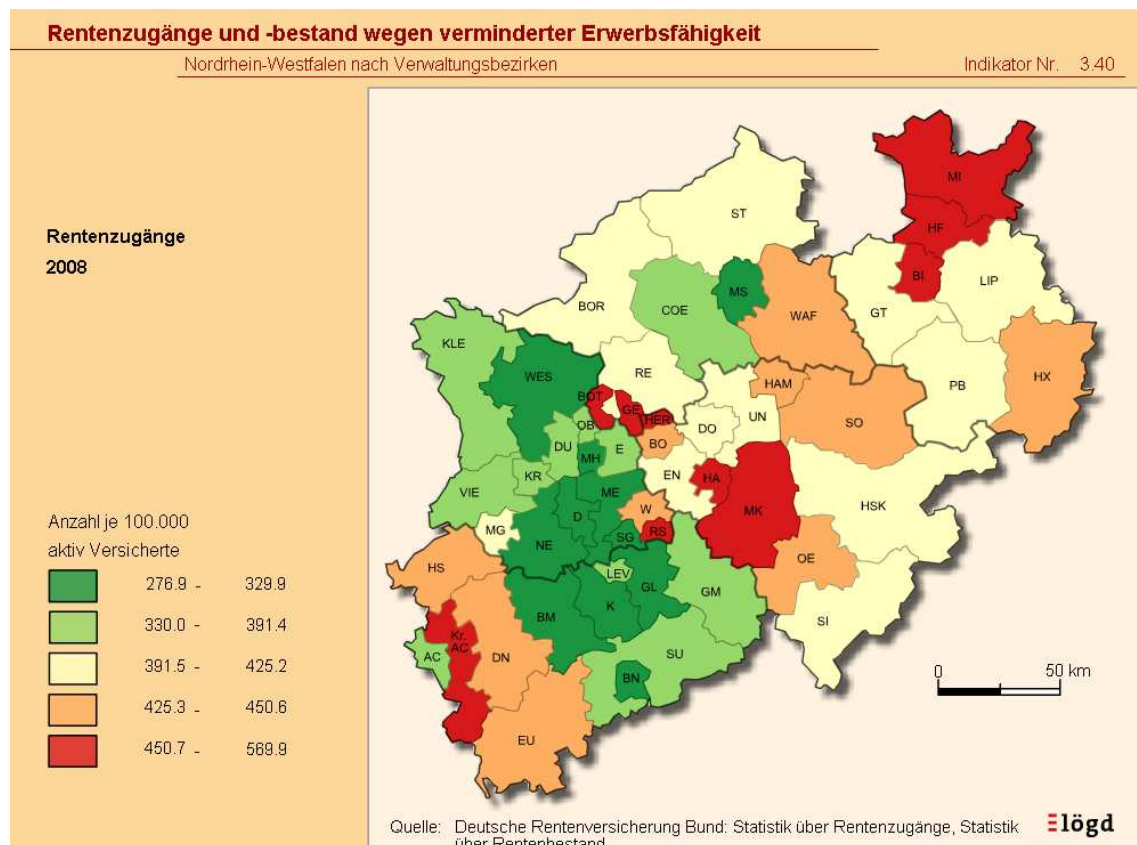 Rentenzugänge und -bestand wegen verminderter Erwerbsfähigkeit
Nordrhein-Westfalen nach Verwaltungsbezirken Indikator Nr. 3.40
Rentenzugänge
2008
Anzahl je 100.000
aktiv Versicherte
276.9 - 329.9
330.0 - 391.4
391.5 - 425.2
425.3 - 450.6
450.7 - 569.9
MI
ST
HF
BI
LIP
MS
BOR
COE
WAF
GT
KLE
RE
WES
HAM
PB
HX
BOT
GE
HER
UN
SO
OB
DO
DU
E
BO
MH
EN
HA
KR
VIE
ME
HSK
W
D
MK
MG
RS
NE
SG
OE
HS
LEV
GL
GM
K
BM
SI
Kr.
AC
AC
DN
SU
BN
EU
0 50 km
Quelle: Deutsche Rentenversicherung Bund: Statistik über Rentenzugänge, Statistik
über Rentenbestand
lögd